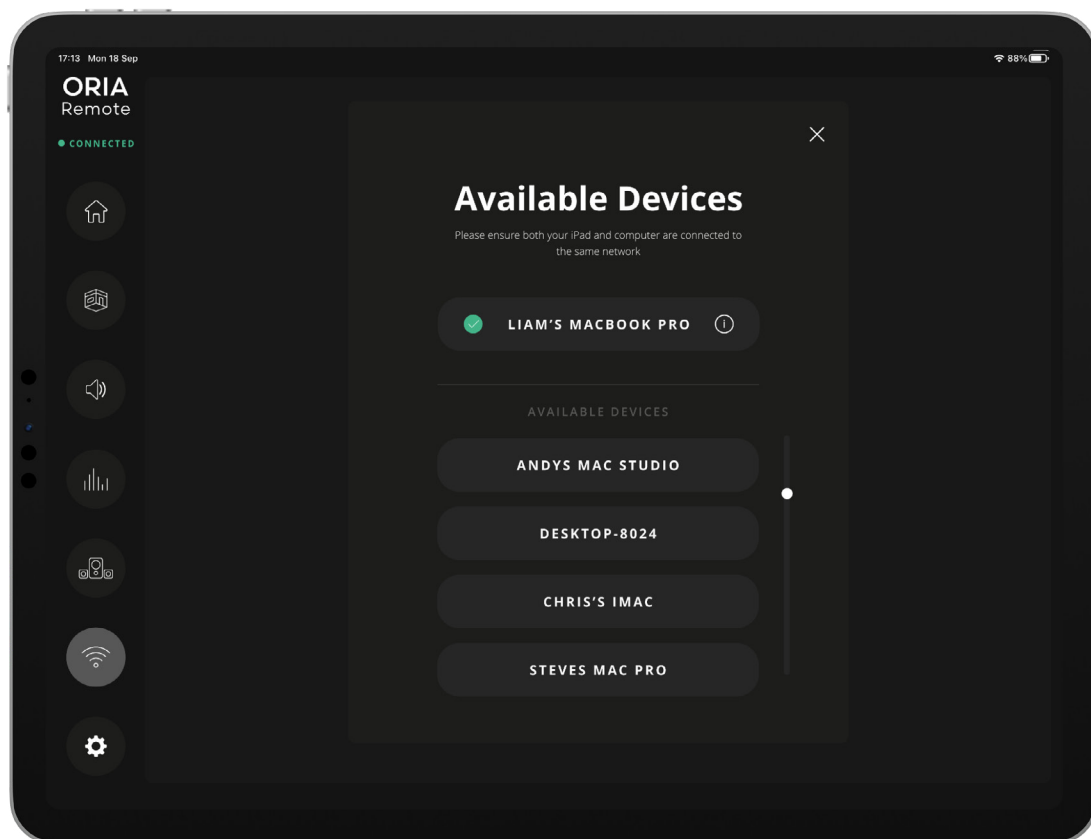 17:13 Mon 18 Sep
88%
ORIA
Remote
CONNECTED
Available Devices
Please ensure both your iPad and computer are connected to
the same network
LIAM'S MACBOOK PRO
AVAILABLE DEVICES
ANDYS MAC STUDIO
DESKTOP-8024
CHRIS'S IMAC
STEVES MAC PRO